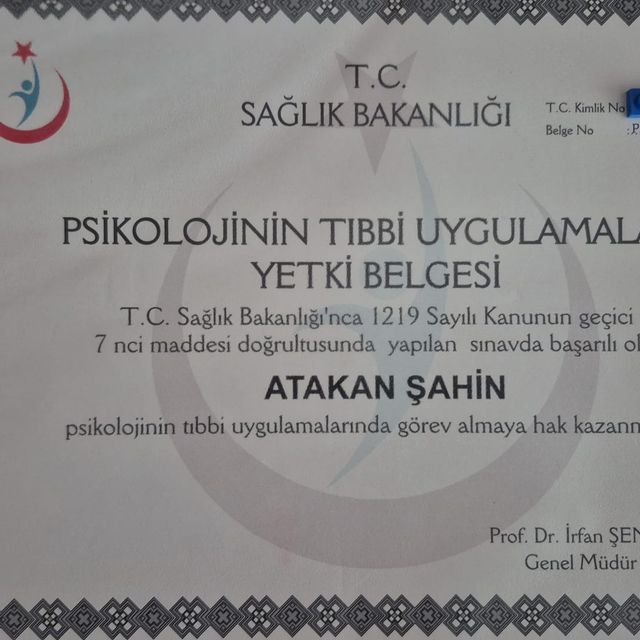 T.C.
SAĞLIK BAKANLIĞI
T.C. Kimlik No
Belge No :P
PSİKOLOJİNİN TIBBİ UYGULAMALA
YETKİ BELGESİ
T.C. Sağlık Bakanlığı'nca 1219 Sayılı Kanunun geçici
7 nci maddesi doğrultusunda yapılan sınavda başarılı ol
ATAKAN ŞAHİN
psikolojinin tıbbi uygulamalarında görev almaya hak kazanm
Prof. Dr. İrfan ŞEN
Genel Müdür